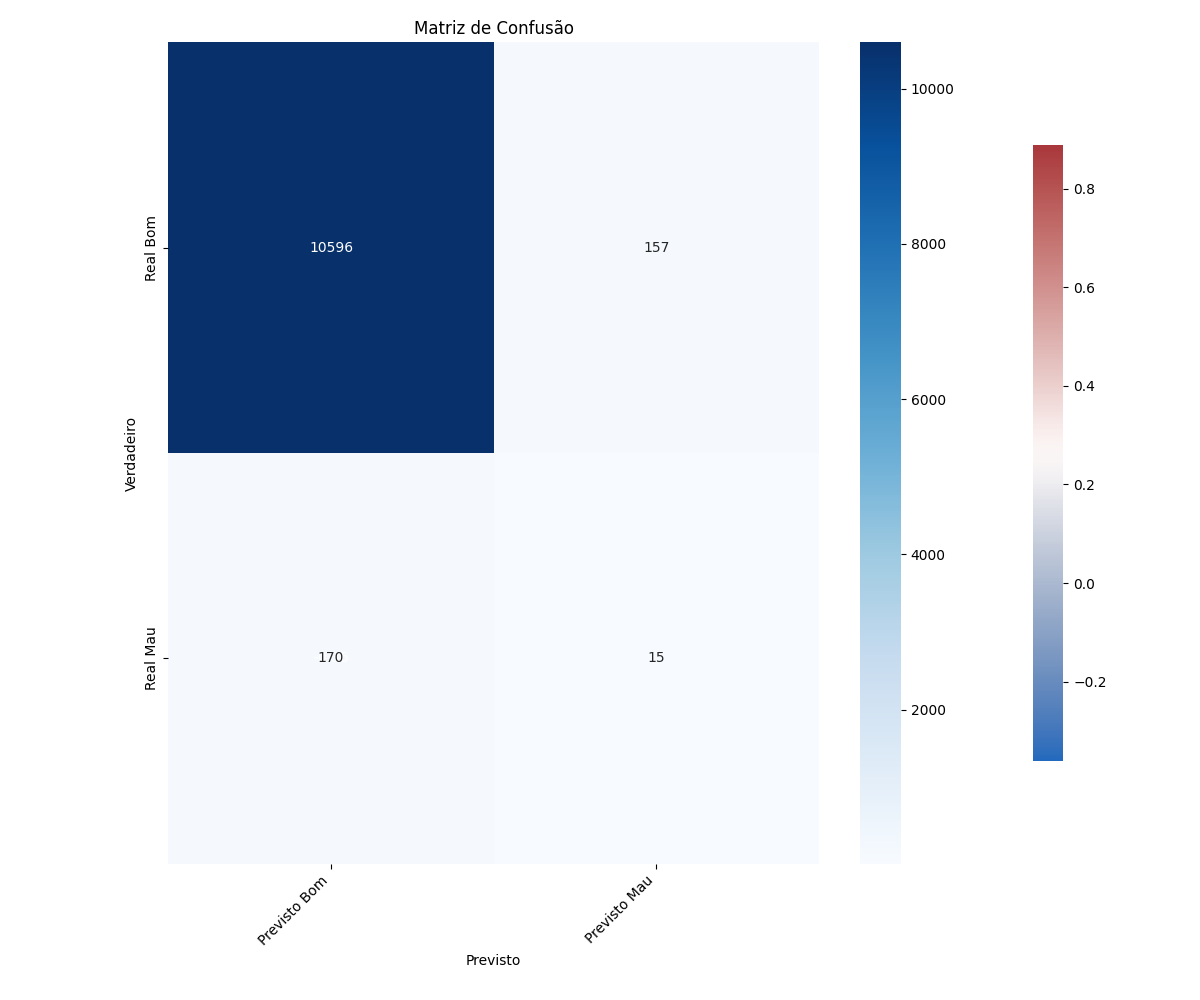 Matriz de Confusão
Verdadeiro
Real Bom
10596
157
Real Mau
170
15
Previsto Bom
Previsto Mau
Previsto
10000
8000
6000
4000
2000
0.8
0.6
0.4
0.2
0.0
−0.2